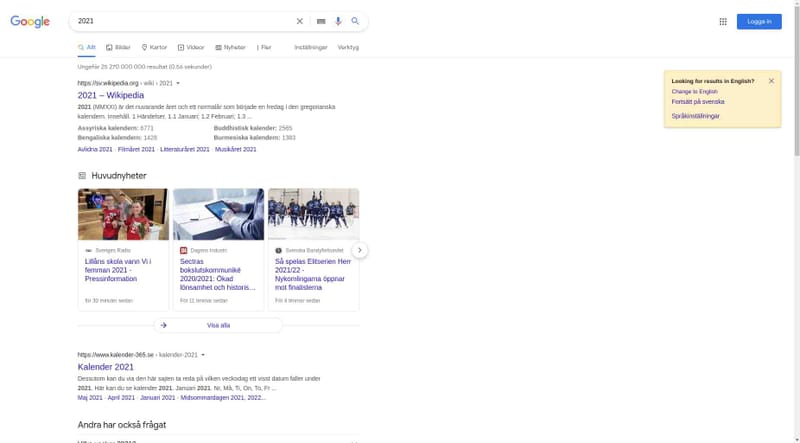 Google
2021
Logga in
Allt Bilder Kartor Videor Nyheter Fler Inställningar Verktyg
Ungefär 25 270 000 000 resultat (0,56 sekunder)
https://sv.wikipedia.org › wiki › 2021
2021 – Wikipedia
2021 (MMXXI) är det nuvarande året och ett normalår som började en fredag i den gregorianska
kalendern. Innehåll. 1 Händelser. 1.1 Januari; 1.2 Februari; 1.3 ...
Assyriska kalendern: 6771 Buddhistisk kalender: 2565
Bengaliska kalendern: 1428 Burmesiska kalendern: 1383
Avlidna 2021 · Filmåret 2021 · Litteraturåret 2021 · Musikåret 2021
Looking for results in English?
Change to English
Fortsätt på svenska
Språkinställningar
Huvudnyheter
Sveriges Radio
Lillåns skola vann Vi i
femman 2021 -
Pressinformation
för 30 minuter sedan
Dagens Industri
Sectras
bokslutskommuniké
2020/2021: Ökad
lönsamhet och historis...
För 11 timmar sedan
Svenska Bandyförbundet
Så spelas Elitserien Herr
2021/22 -
Nykomlingarna öppnar
mot finalisterna
För 4 timmar sedan
Visa alla
https://www.kalender-365.se › kalender-2021
Kalender 2021
Dessutom kan du via den här sajten ta reda på vilken veckodag ett visst datum faller under
2021. Här kan du se kalender 2021. Januari 2021. Nr, Må, Ti, On, To, Fr ...
Maj 2021 · April 2021 · Januari 2021 · Midsommardagen 2021, 2022...
Andra har också frågat